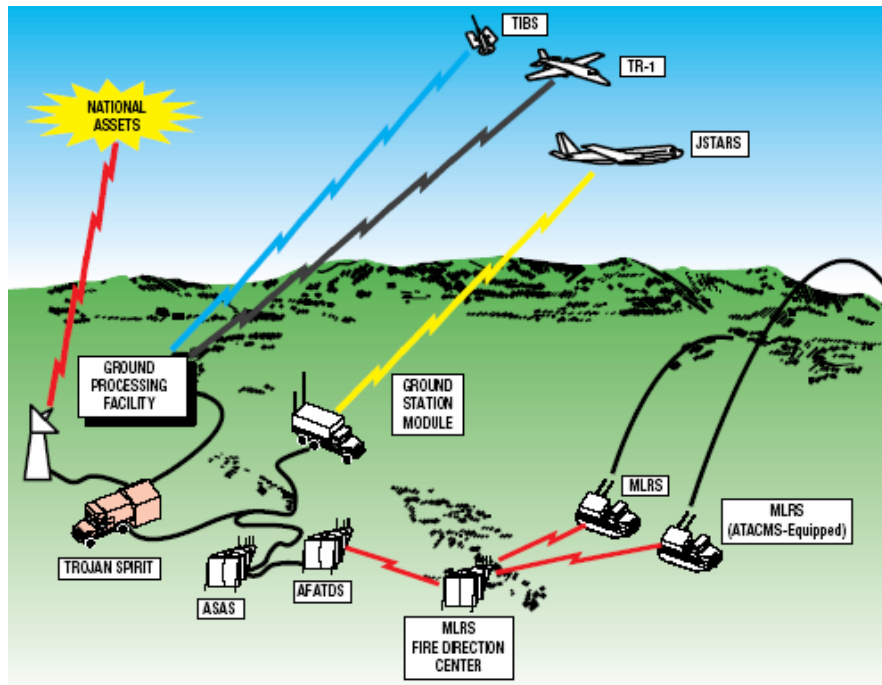 TIBS
TR-1
NATIONAL
ASSETS
JSTARS
GROUND
PROCESSING
FACILITY
GROUND
STATION
MODULE
MLRS
MLRS
(ATACMS-Equipped)
TROJAN SPIRIT
ASAS
AFATDS
MLRS
FIRE DIRECTION
CENTER